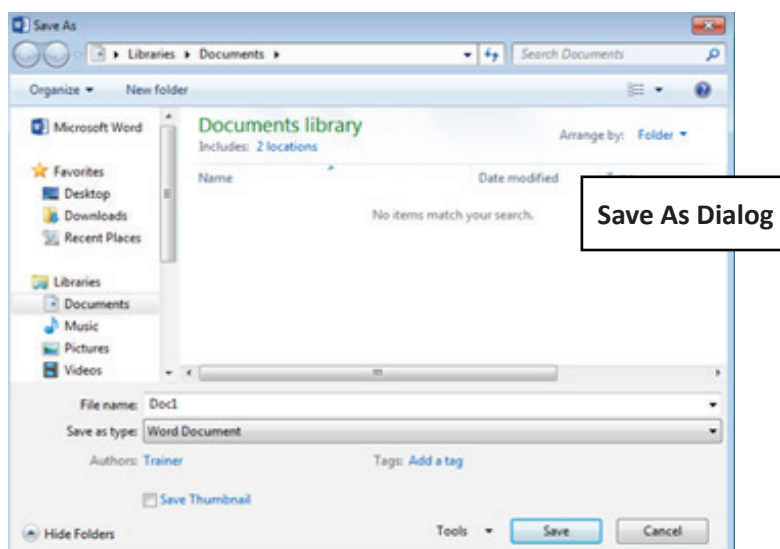 Save As
Libraries Documents
Search Documents
Organize New folder
Microsoft Word
Favorites
Desktop
Downloads
Recent Places
Libraries
Documents
Music
Pictures
Videos
Documents library
Includes: 2 locations
Arrange by: Folder
Name Date modified
No items match your search.
Save As Dialog
File name: Doc1
Save as type: Word Document
Authors: Trainer Tags: Add a tag
Save Thumbnail
Hide Folders Tools Save Cancel